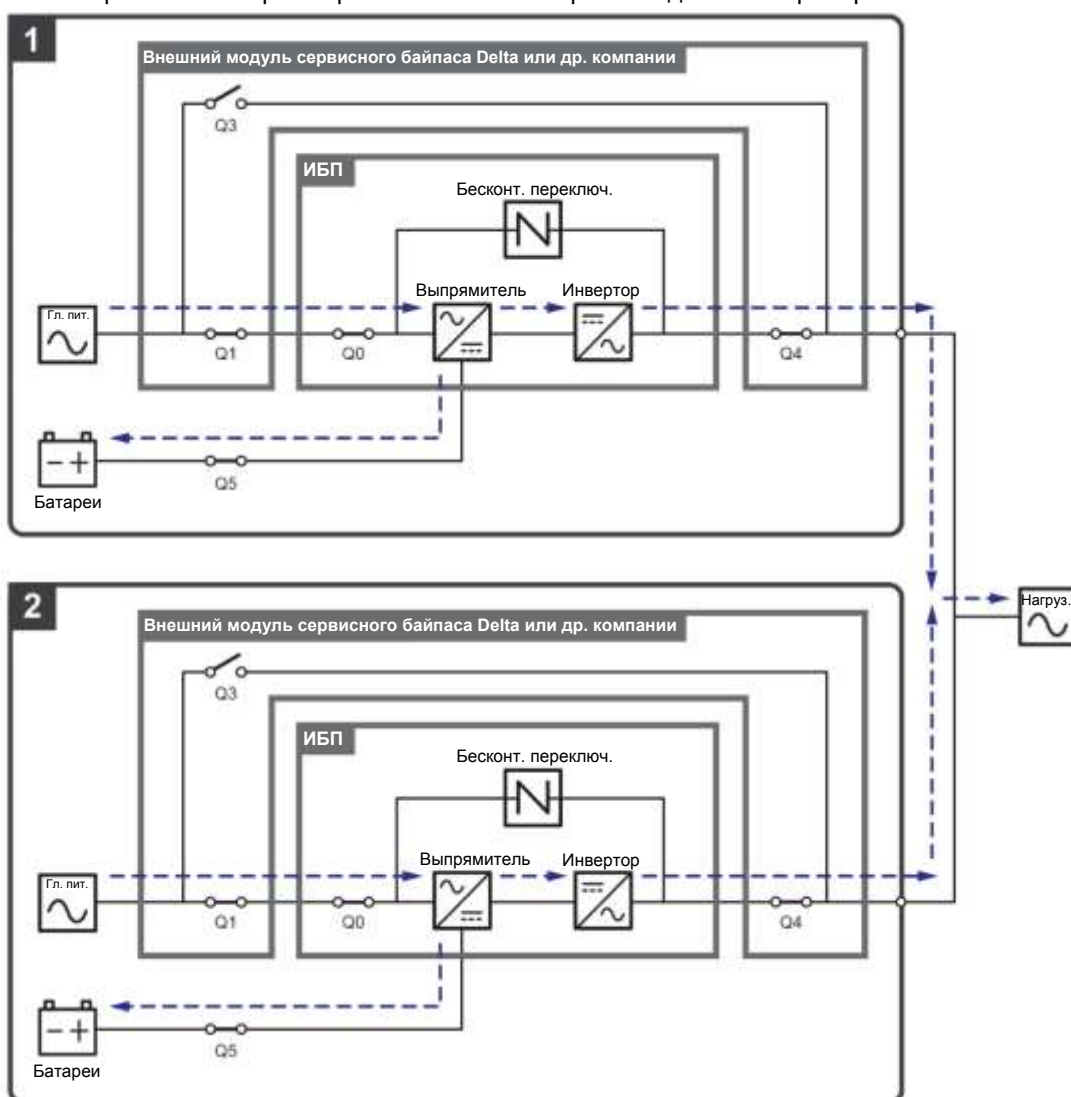 1
Внешний модуль сервисного байпаса Delta или др. компании
Q3
ИБП
Бесконт. переключ.
Выпрямитель Инвертор
Гл. пит.
Q1 Q0 Q4
Q5
Батареи
2
Внешний модуль сервисного байпаса Delta или др. компании
Нагруз.
Q3
ИБП
Бесконт. переключ.
Выпрямитель Инвертор
Гл. пит.
Q1 Q0 Q4
Q5
Батареи